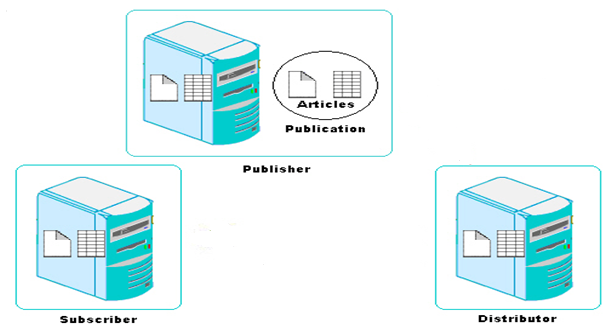 Articles
Publication
Publisher
Subscriber
Distributor